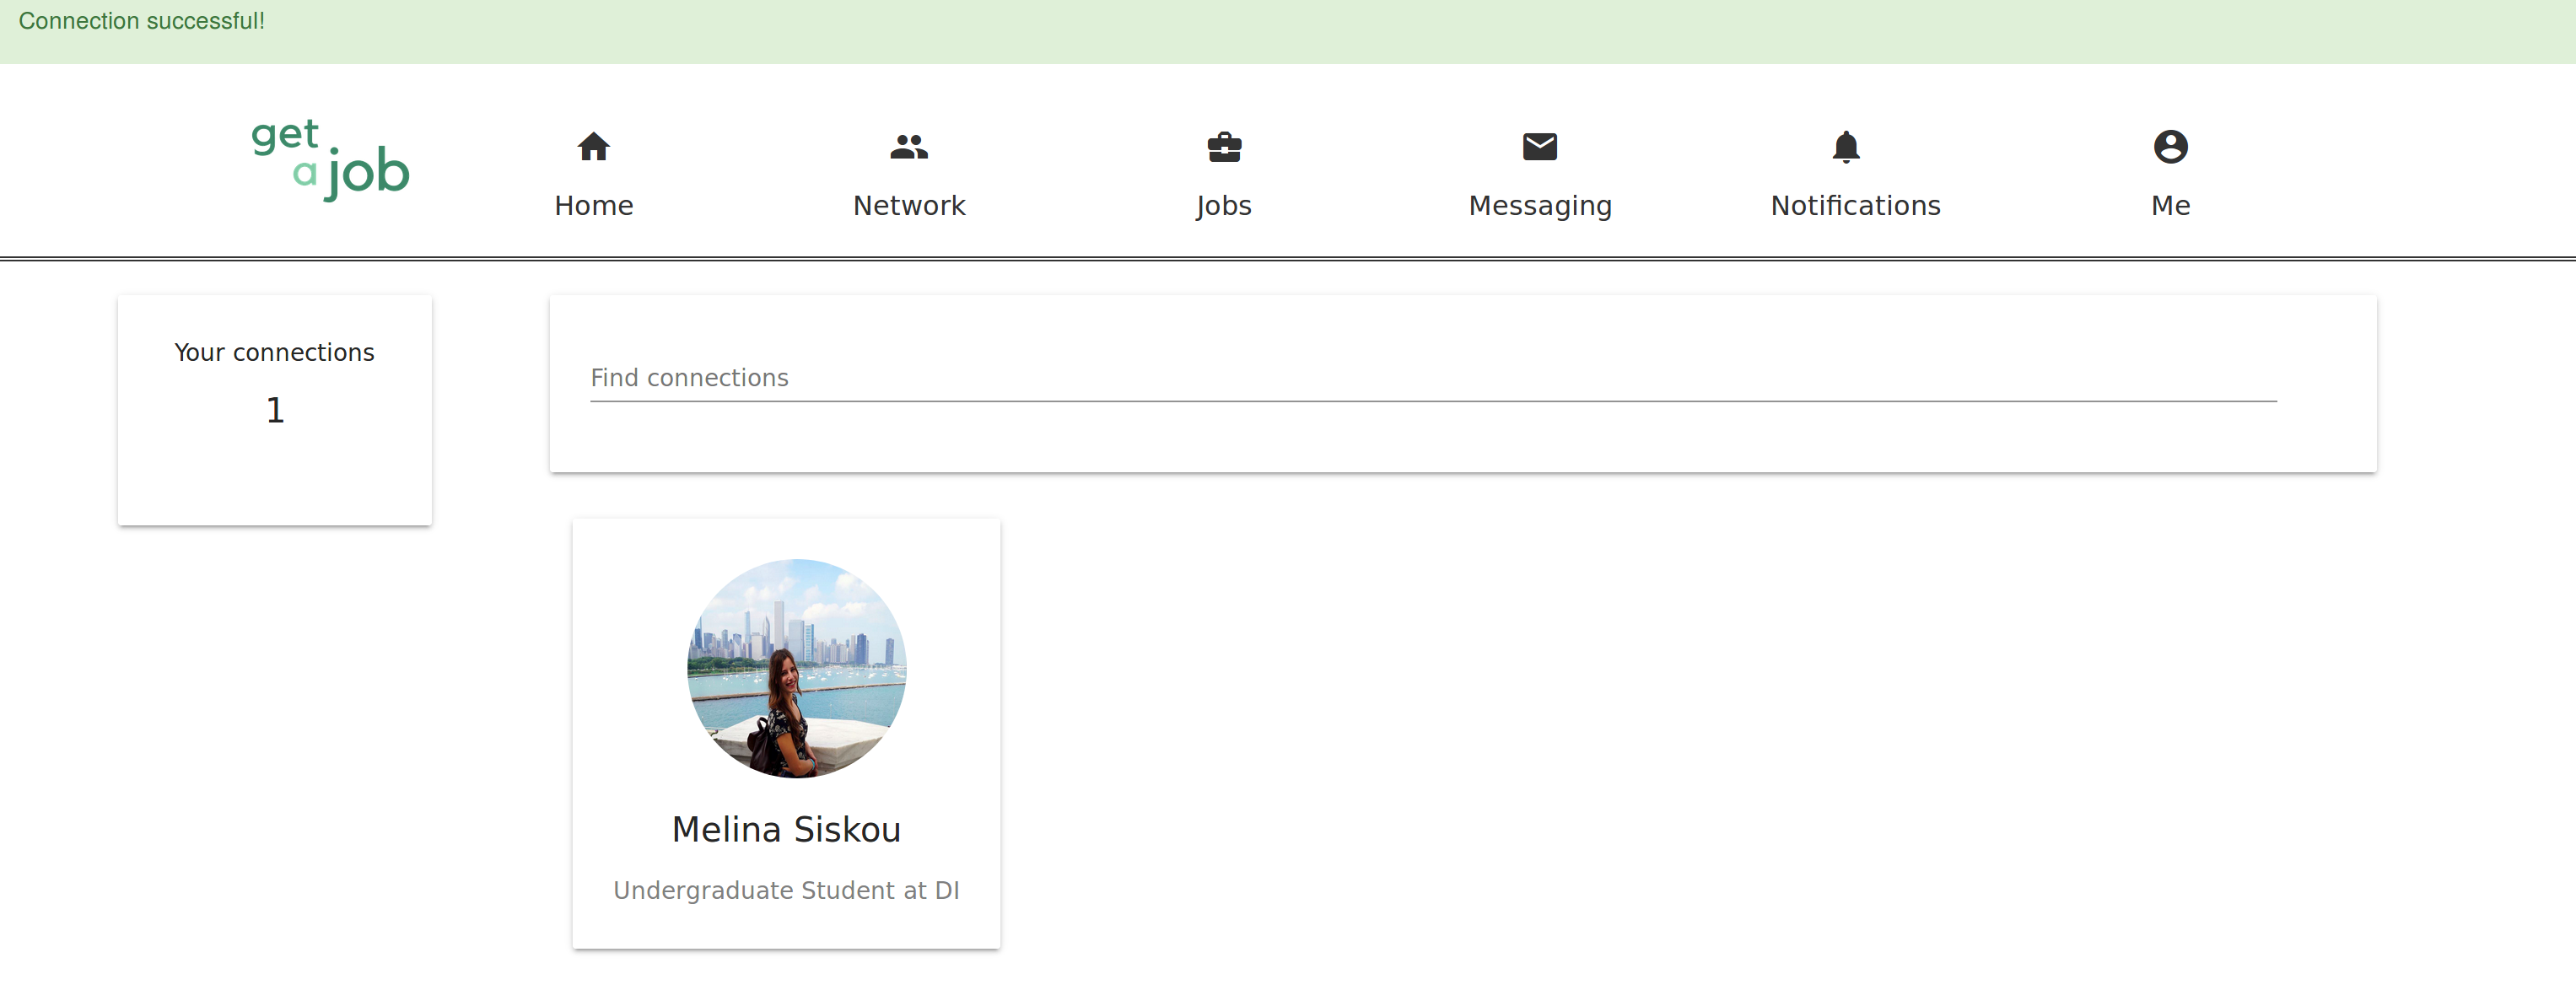 Connection successful!
get
a job
Home
Network
Jobs
Messaging
Notifications
Me
Your connections
1
Find connections
Melina Siskou
Undergraduate Student at DI